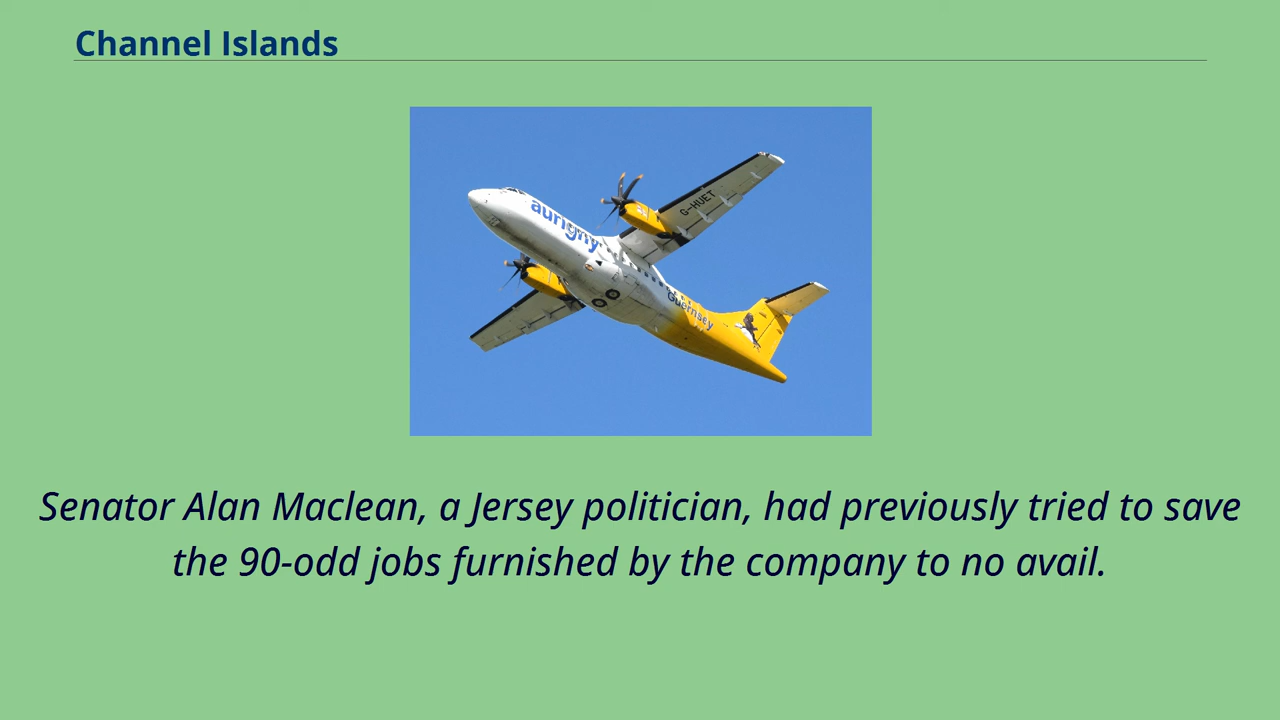 Channel Islands
aurigny
G-HUET
Guernsey
Senator Alan Maclean, a Jersey politician, had previously tried to save
the 90-odd jobs furnished by the company to no avail.